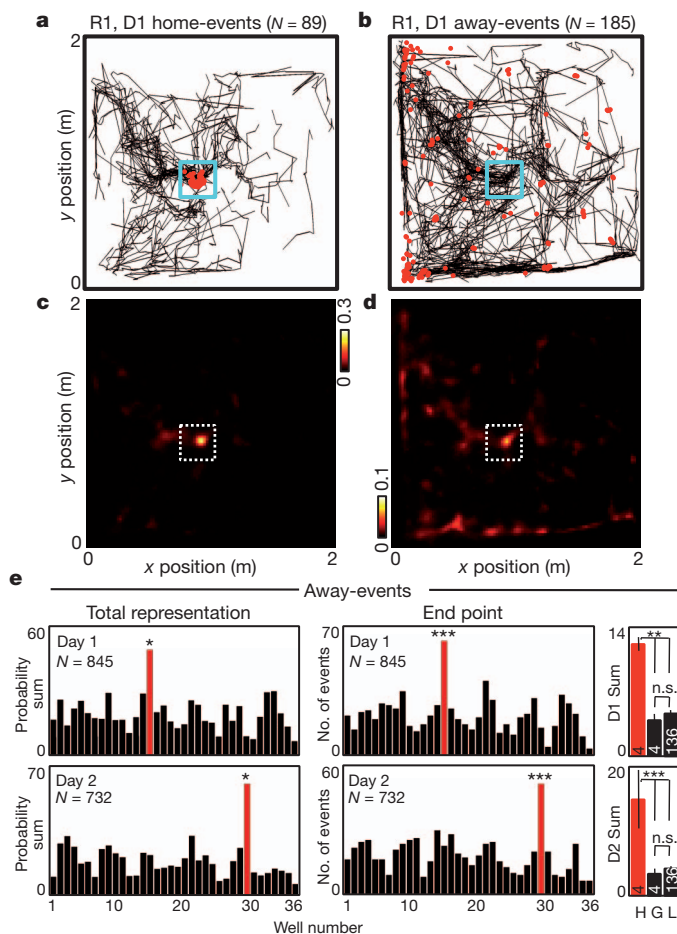 a R1, D1 home-events (N = 89)
b R1, D1 away-events (N = 185)
2
y position (m)
0
c
2
0.3
0
d
y position (m)
0
0.1
0
0 x position (m) 2
0 x position (m) 2
e Away-events
Total representation
End point
60
Probability sum
0
Day 1
N = 845
*
70
No. of events
0
Day 1
N = 845
***
14
D1 Sum
0
**
n.s.
4
4
136
70
Probability sum
0
Day 2
N = 732
*
60
No. of events
0
Day 2
N = 732
***
20
D2 Sum
0
***
n.s.
4
4
136
1 10 20 30 36
1 10 20 30 36
H G L
Well number